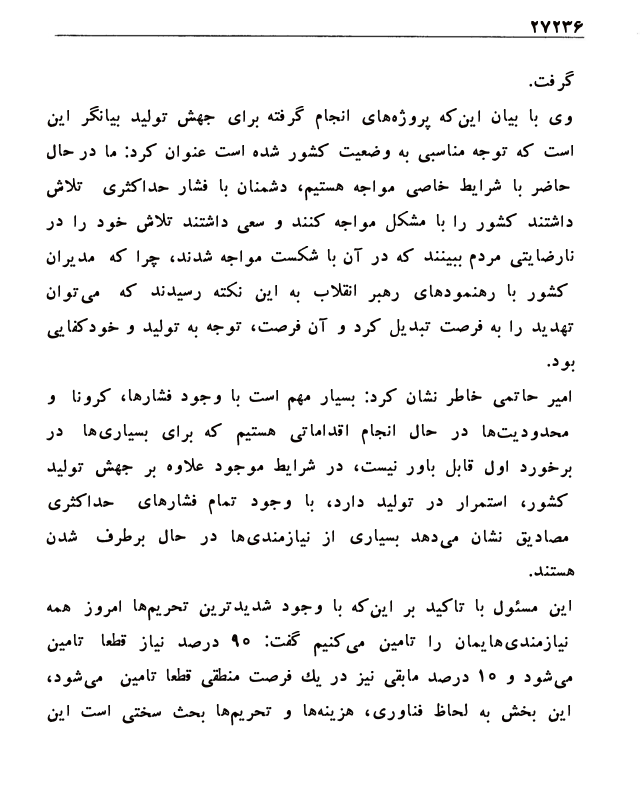 ۲۷۲۳۶
گرفت.
وی با بیان این‌که پروژه‌های انجام گرفته برای جهش تولید بیانگر این
است که توجه مناسبی به وضعیت کشور شده است عنوان کرد: ما در حال
حاضر با شرایط خاصی مواجه هستیم، دشمنان با فشار حداکثری تلاش
داشتند کشور را با مشکل مواجه کنند و سعی داشتند تلاش خود را در
نارضایتی مردم ببینند که در آن با شکست مواجه شدند، چرا که مدیران
کشور با رهنمودهای رهبر انقلاب به این نکته رسیدند که می‌توان
تهدید را به فرصت تبدیل کرد و آن فرصت، توجه به تولید و خودکفایی
بود.
امیر حاتمی خاطر نشان کرد: بسیار مهم است با وجود فشارها، کرونا و
محدودیت‌ها در حال انجام اقداماتی هستیم که برای بسیاری‌ها در
برخورد اول قابل باور نیست، در شرایط موجود علاوه بر جهش تولید
کشور، استمرار در تولید دارد، با وجود تمام فشارهای حداکثری
مصادیق نشان می‌دهد بسیاری از نیازمندی‌ها در حال برطرف شدن
هستند.
این مسئول با تاکید بر این‌که با وجود شدیدترین تحریم‌ها امروز همه
نیازمندی‌هایمان را تامین می‌کنیم گفت: ۹۰ درصد نیاز قطعا تامین
می‌شود و ۱۰ درصد مابقی نیز در یك فرصت منطقی قطعا تامین می‌شود،
این بخش به لحاظ فناوری، هزینه‌ها و تحریم‌ها بحث سختی است این